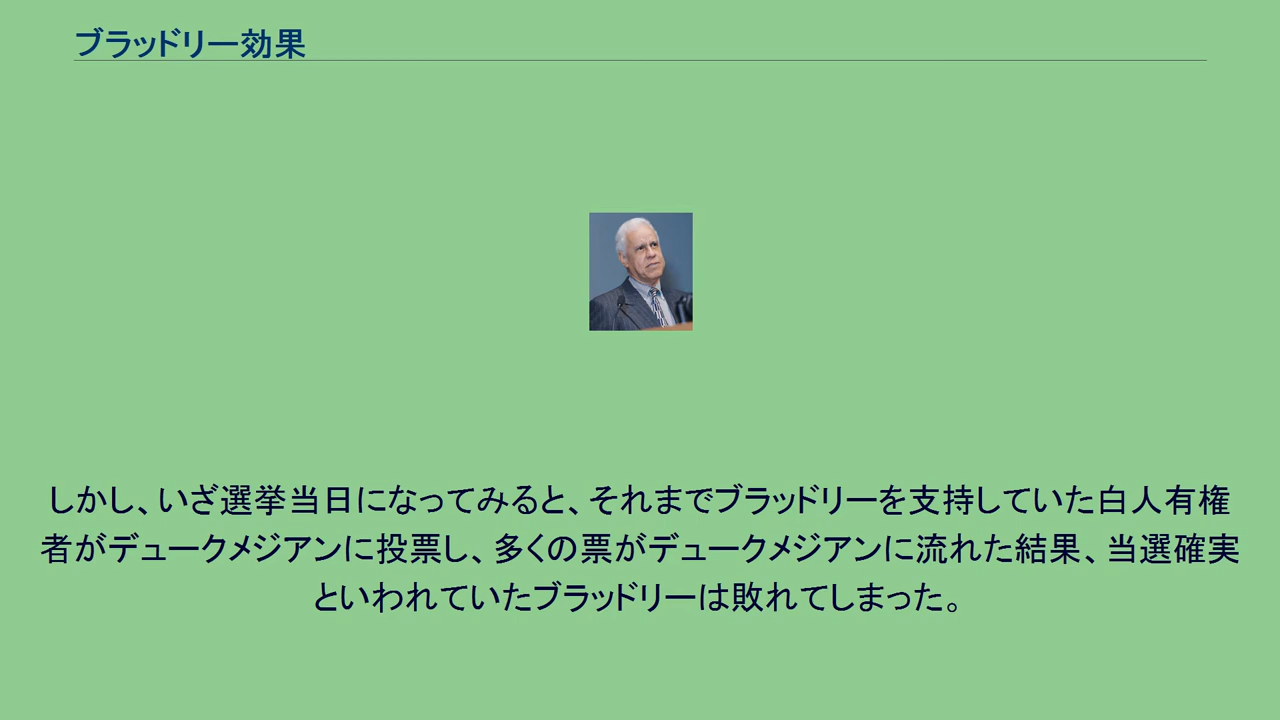 ブラッドリー効果
しかし、いざ選挙当日になってみると、それまでブラッドリーを支持していた白人有権
者がデュークメジアンに投票し、多くの票がデュークメジアンに流れた結果、当選確実
といわれていたブラッドリーは敗れてしまった。